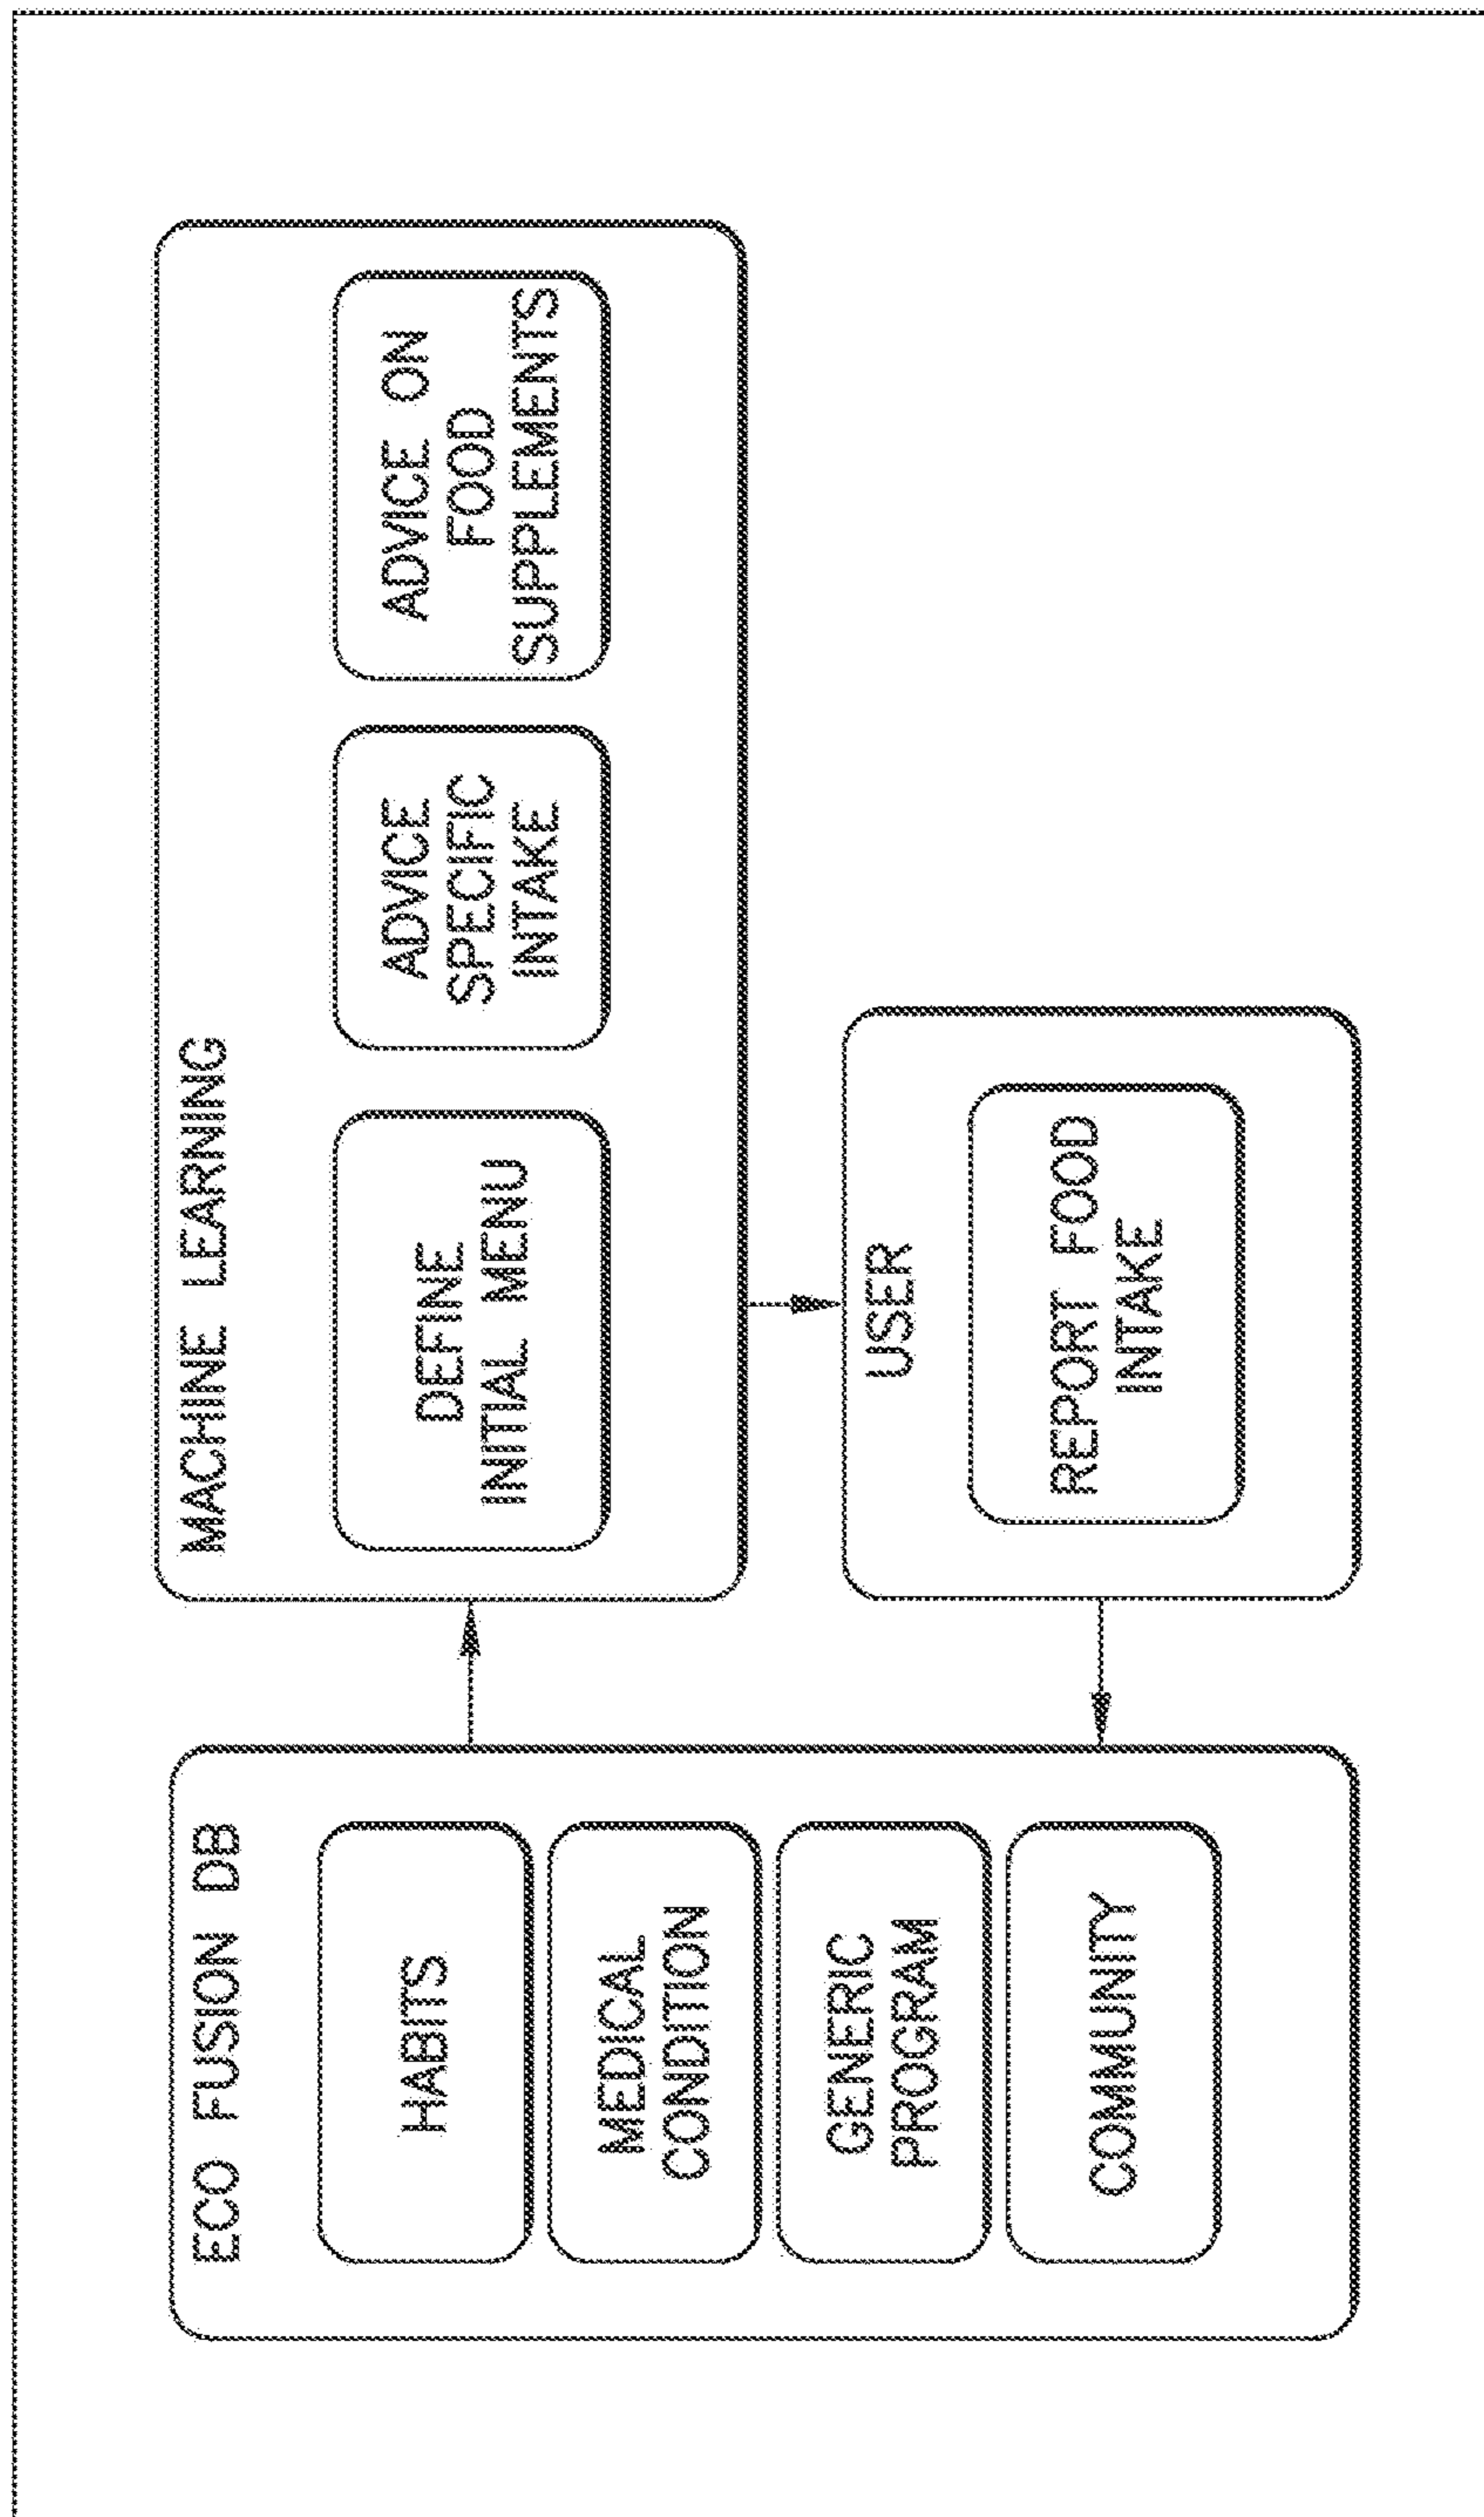 ECO FUSION DB
HABITS
MEDICAL
CONDITION
GENERIC
PROGRAM
COMMUNITY
MACHINE LEARNING
DEFINE
INITIAL MENU
ADVICE
SPECIFIC
INTAKE
ADVICE ON
FOOD
SUPPLEMENTS
USER
REPORT FOOD
INTAKE